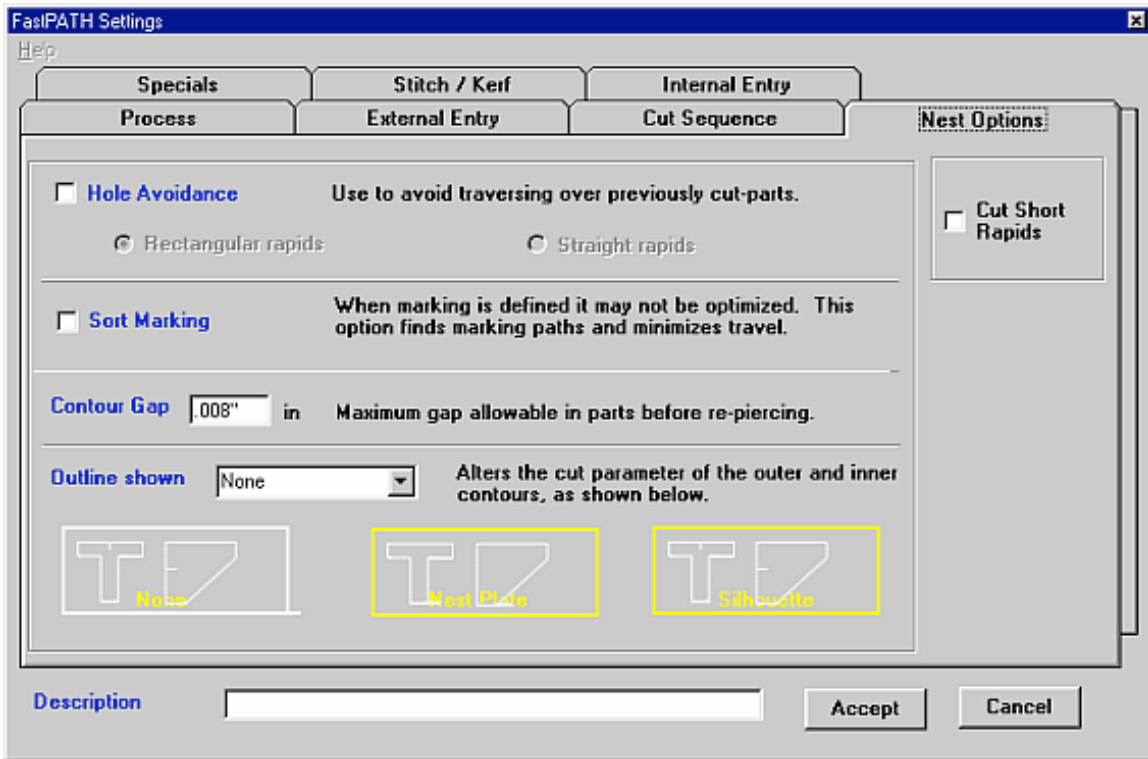 FastPATH Settings
Help
Specials Stitch / Kerf Internal Entry
Process External Entry Cut Sequence Nest Options
Hole Avoidance Use to avoid traversing over previously cut-parts.
Rectangular rapids Straight rapids
Cut Short
Rapids
Sort Marking
When marking is defined it may not be optimized. This
option finds marking paths and minimizes travel.
Contour Gap .008" in Maximum gap allowable in parts before re-piercing.
Outline shown None
Alters the cut parameter of the outer and inner
contours, as shown below.
None Nest Plate Silhouette
Description Accept Cancel